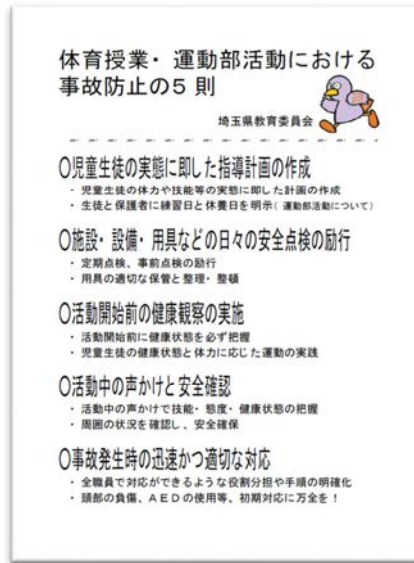 体育授業・運動部活動における
事故防止の5則
埼玉県教育委員会
〇児童生徒の実態に即した指導計画の作成
・児童生徒の体力や技能等の実態に即した計画の作成
・生徒と保護者に練習日と休養日を明示(運動部活動について)
〇施設・設備・用具などの日々の安全点検の励行
・定期点検、事前点検の励行
・用具の適切な保管と整理・整頓
〇活動開始前の健康観察の実施
・活動開始前に健康状態を必ず把握
・児童生徒の健康状態と体力に応じた運動の実践
〇活動中の声かけと安全確認
・活動中の声かけで技能・態度・健康状態の把握
・周囲の状況を確認し、安全確保
〇事故発生時の迅速かつ適切な対応
・全職員で対応ができるような役割分担や手順の明確化
・頭部の負傷、AEDの使用等、初期対応に万全を!